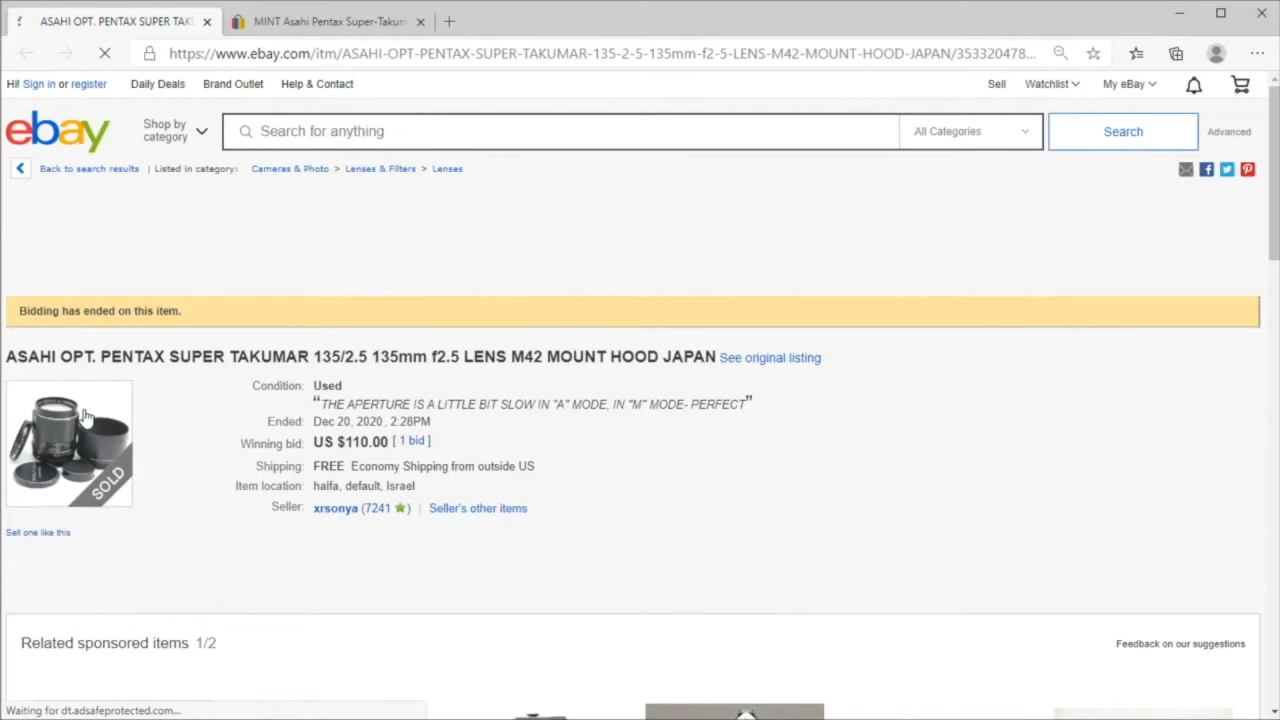 ASAHI OPT. PENTAX SUPER TAK
MINT Asahi Pentax Super-Takum
https://www.ebay.com/itm/ASAHI-OPT-PENTAX-SUPER-TAKUMAR-135-2-5-135mm-f2-5-LENS-M42-MOUNT-HOOD-JAPAN/353320478...
Hi! Sign in or register
Daily Deals
Brand Outlet
Help & Contact
Sell
Watchlist
My eBay
ebay
Shop by category
Search for anything
All Categories
Search
Advanced
Back to search results | Listed in category: Cameras & Photo > Lenses & Filters > Lenses
Bidding has ended on this item.
ASAHI OPT. PENTAX SUPER TAKUMAR 135/2.5 135mm f2.5 LENS M42 MOUNT HOOD JAPAN See original listing
Condition: Used
“THE APERTURE IS A LITTLE BIT SLOW IN "A" MODE, IN "M" MODE- PERFECT”
Ended: Dec 20, 2020 , 2:28PM
Winning bid: US $110.00 [ 1 bid ]
Shipping: FREE Economy Shipping from outside US
Item location: haifa, default, Israel
Seller: xrsonya (7241 ) | Seller's other items
SOLD
Sell one like this
Related sponsored items 1/2
Feedback on our suggestions
Waiting for dt.adsafeprotected.com...